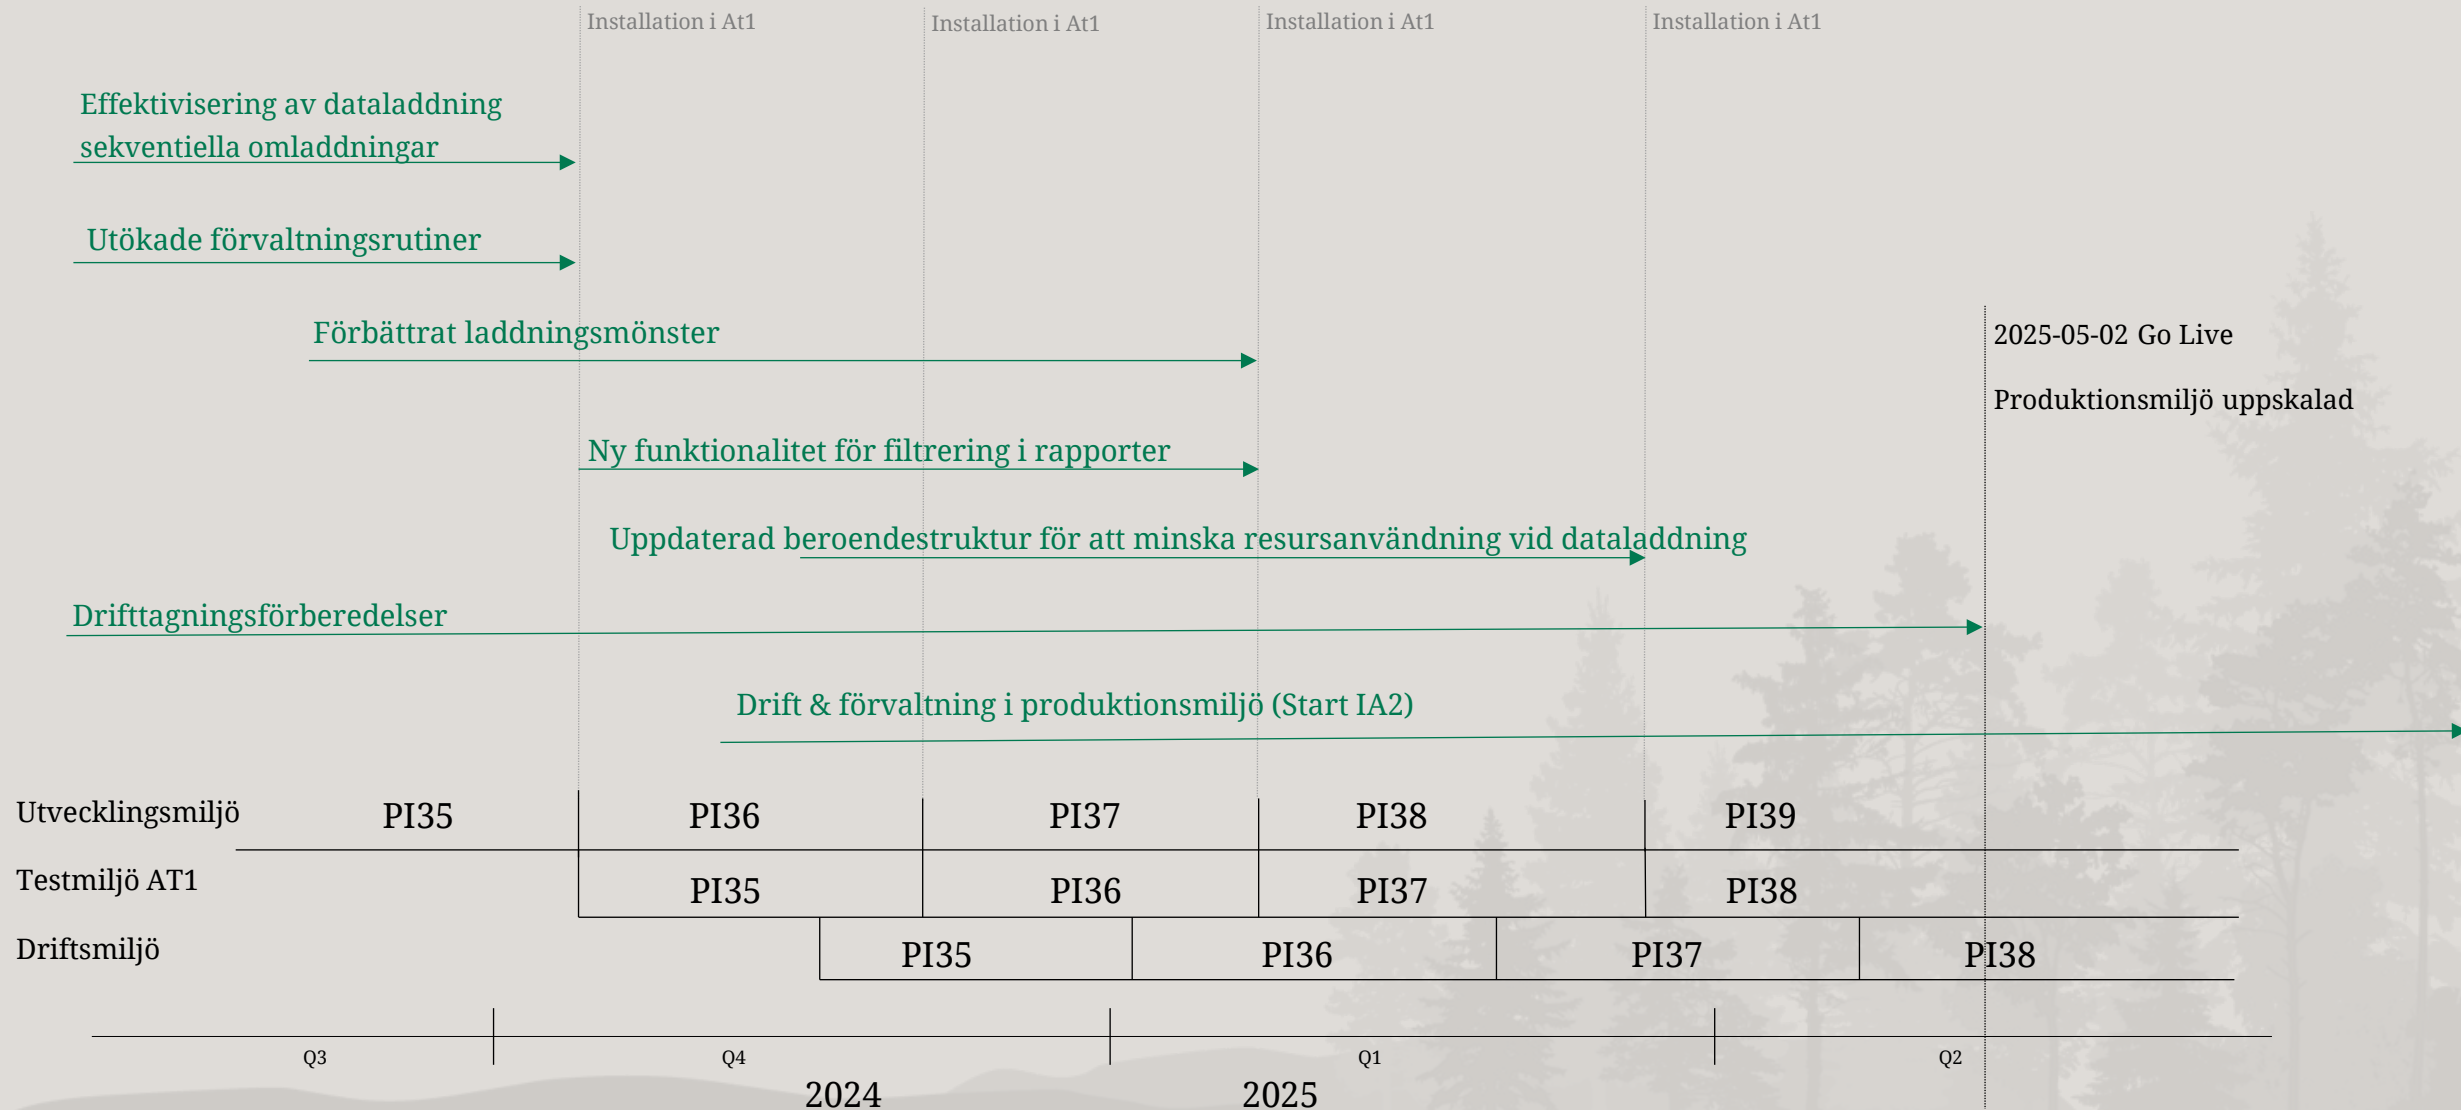 Installation i At1
Installation i At1
Installation i At1
Installation i At1
Effektivisering av dataladdning
sekventiella omladdningar
Utökade förvaltningsrutiner
Förbättrat laddningsmönster
2025-05-02 Go Live
Produktionsmiljö uppskalad
Ny funktionalitet för filtrering i rapporter
Uppdaterad beroendestruktur för att minska resursanvändning vid dataladdning
Drifttagningsförberedelser
Drift & förvaltning i produktionsmiljö (Start IA2)
Utvecklingsmiljö PI35 PI36 PI37 PI38 PI39
Testmiljö AT1 PI35 PI36 PI37 PI38
Driftsmiljö PI35 PI36 PI37 PI38
Q3 Q4 Q1 Q2
2024 2025